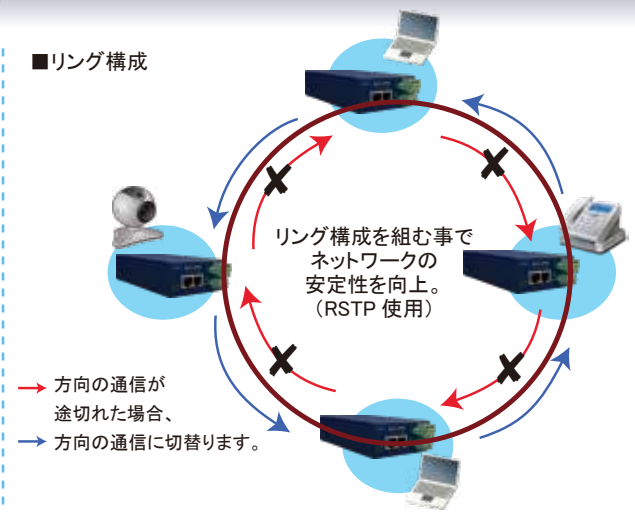 ■リング構成
リング構成を組む事で
ネットワークの
安定性を向上。
（RSTP 使用）
方向の通信が
途切れた場合、
方向の通信に切替ります。